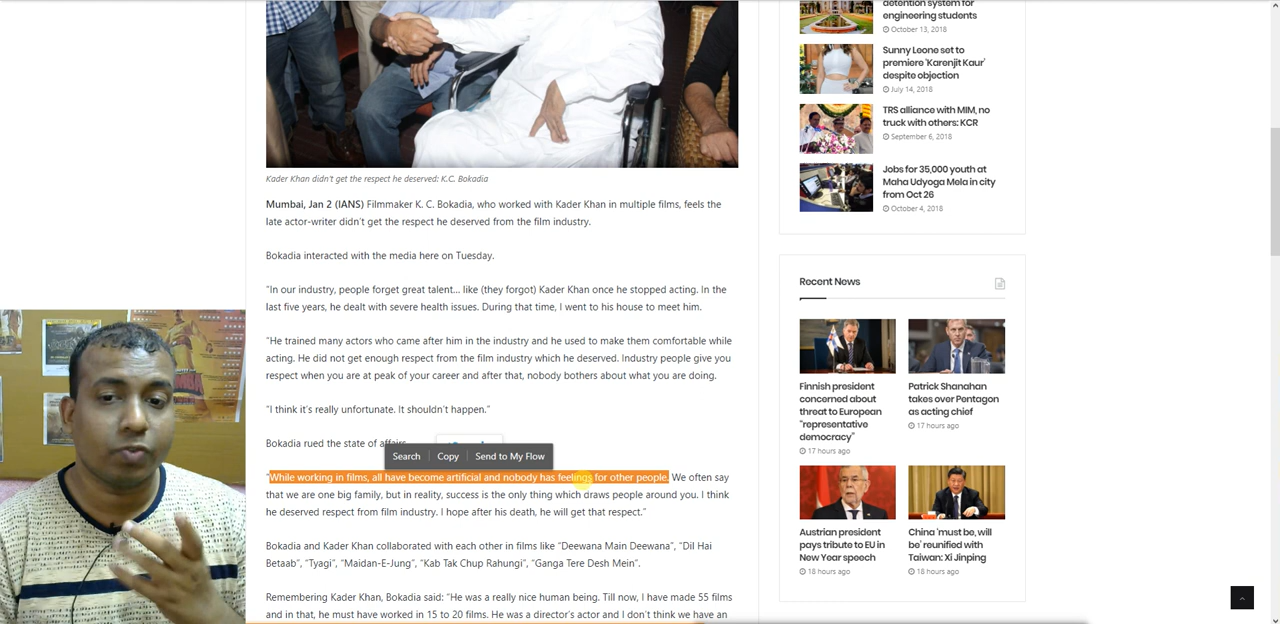 Kader Khan didn't get the respect he deserved: K.C. Bokadia
Mumbai, Jan 2 (IANS) Filmmaker K. C. Bokadia, who worked with Kader Khan in multiple films, feels the
late actor-writer didn't get the respect he deserved from the film industry.
Bokadia interacted with the media here on Tuesday.
"In our industry, people forget great talent… like (they forgot) Kader Khan once he stopped acting. In the
last five years, he dealt with severe health issues. During that time, I went to his house to meet him.
"He trained many actors who came after him in the industry and he used to make them comfortable while
acting. He did not get enough respect from the film industry which he deserved. Industry people give you
respect when you are at peak of your career and after that, nobody bothers about what you are doing.
"I think it's really unfortunate. It shouldn't happen."
Bokadia rued the state of affairs.
Search
Copy
Send to My Flow
"While working in films, all have become artificial and nobody has feelings for other people. We often say
that we are one big family, but in reality, success is the only thing which draws people around you. I think
he deserved respect from film industry. I hope after his death, he will get that respect."
Bokadia and Kader Khan collaborated with each other in films like "Deewana Main Deewana", "Dil Hai
Betaab", "Tyagi", "Maidan-E-Jung", "Kab Tak Chup Rahungi", "Ganga Tere Desh Mein".
Remembering Kader Khan, Bokadia said: "He was a really nice human being. Till now, I have made 55 films
and in that, he must have worked in 15 to 20 films. He was a director's actor and I don't think we have an
detention system for
engineering students
October 13, 2018
Sunny Leone set to
premiere 'Karenjit Kaur'
despite objection
July 14, 2018
TRS alliance with MIM, no
truck with others: KCR
September 6, 2018
Jobs for 35,000 youth at
Maha Udyoga Mela in city
from Oct 26
October 4, 2018
Recent News
Finnish president
concerned about
threat to European
"representative
democracy"
17 hours ago
Patrick Shanahan
takes over Pentagon
as acting chief
17 hours ago
Austrian president
pays tribute to EU in
New Year speech
18 hours ago
China 'must be, will
be' reunified with
Taiwan: Xi Jinping
18 hours ago